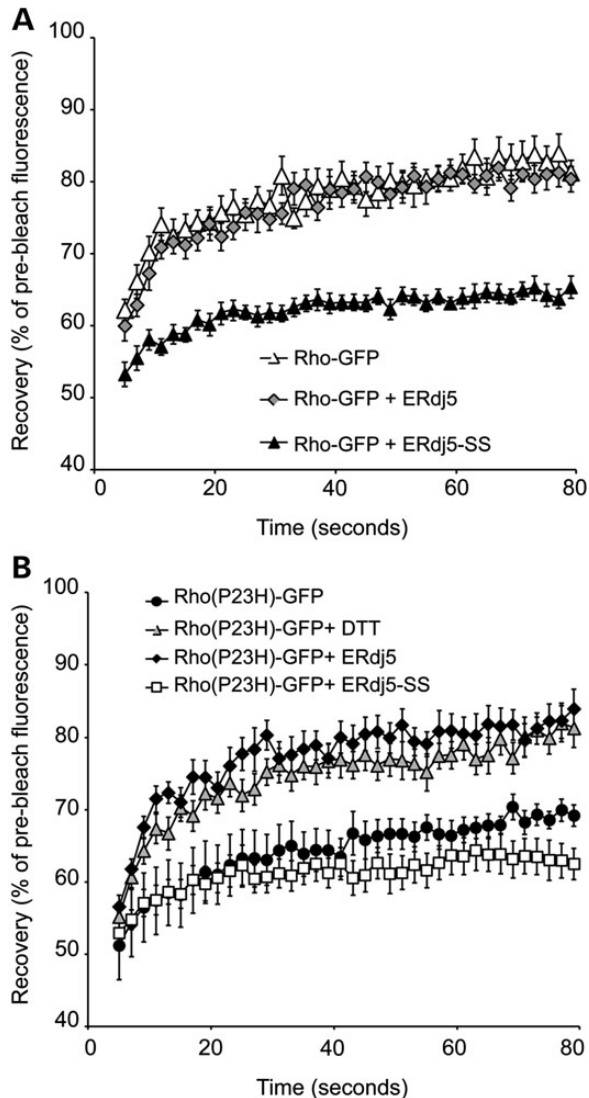 A
Recovery (% of pre-bleach fluorescence)
100
90
80
70
60
50
40
Rho-GFP
Rho-GFP + ERdj5
Rho-GFP + ERdj5-SS
0
20
40
60
80
Time (seconds)
B
Recovery (% of pre-bleach fluorescence)
100
90
80
70
60
50
40
Rho(P23H)-GFP
Rho(P23H)-GFP+ DTT
Rho(P23H)-GFP+ ERdj5
Rho(P23H)-GFP+ ERdj5-SS
0
20
40
60
80
Time (seconds)